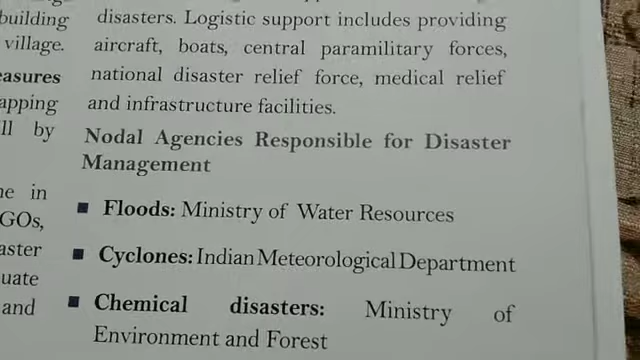 building
village.
easures
apping
ll by
ne in
GOs,
aster
uate
and
disasters. Logistic support includes providing
aircraft, boats, central paramilitary forces,
national disaster relief force, medical relief
and infrastructure facilities.
Nodal Agencies Responsible for Disaster
Management
Floods: Ministry of Water Resources
Cyclones: Indian Meteorological Department
Chemical disasters: Ministry of
Environment and Forest